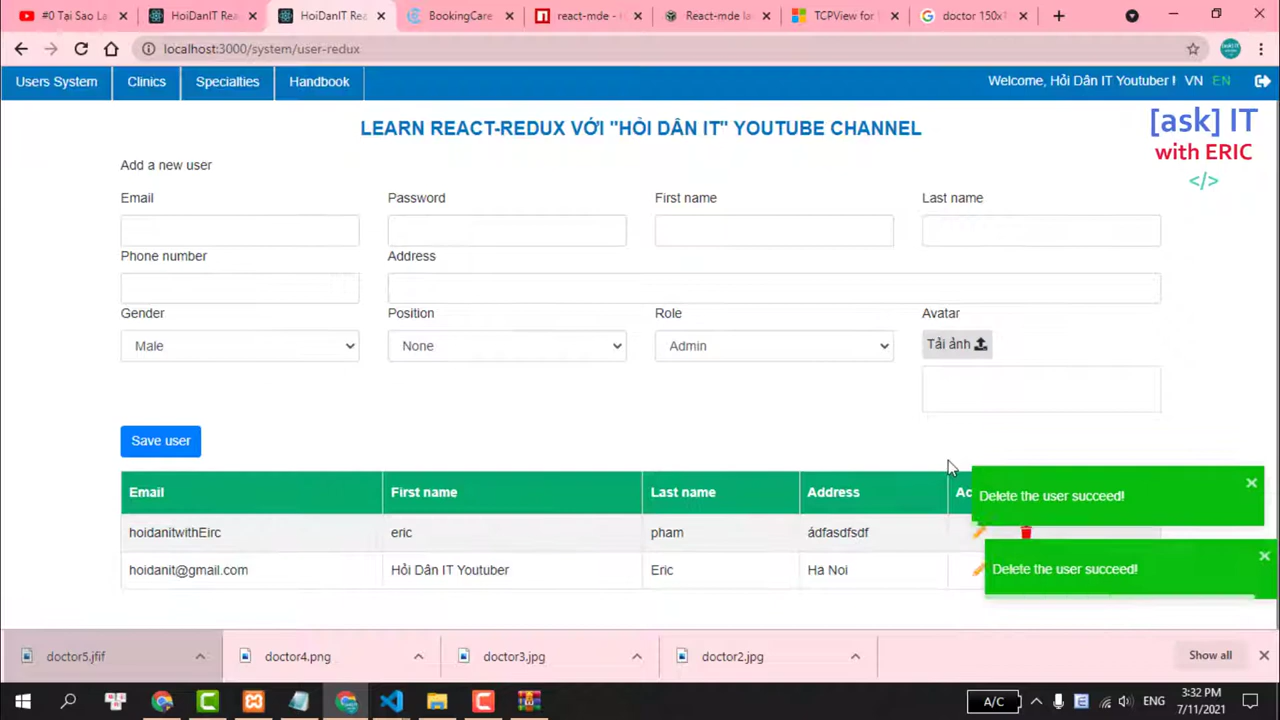 #0 Tại Sao La
HoiDanIT Rea
HoiDanIT Rea
BookingCare
react-mde - 
React-mde la
TCPView for
doctor 150x
localhost:3000/system/user-redux
Users System
Clinics
Specialties
Handbook
Welcome, Hỏi Dân IT Youtuber !
VN
EN
[ask] IT
with ERIC
</>
LEARN REACT-REDUX VỚI "HỎI DÂN IT" YOUTUBE CHANNEL
Add a new user
Email
Password
First name
Last name
Phone number
Address
Gender
Position
Role
Avatar
Male
None
Admin
Tải ảnh
Save user
Email
First name
Last name
Address
Ac
Delete the user succeed!
hoidanitwithEirc
eric
pham
ádfasdfsdf
Delete the user succeed!
hoidanit@gmail.com
Hỏi Dân IT Youtuber
Eric
Ha Noi
doctor5.jfif
doctor4.png
doctor3.jpg
doctor2.jpg
Show all
[ask] IT
A/C
ENG
3:32 PM
7/11/2021